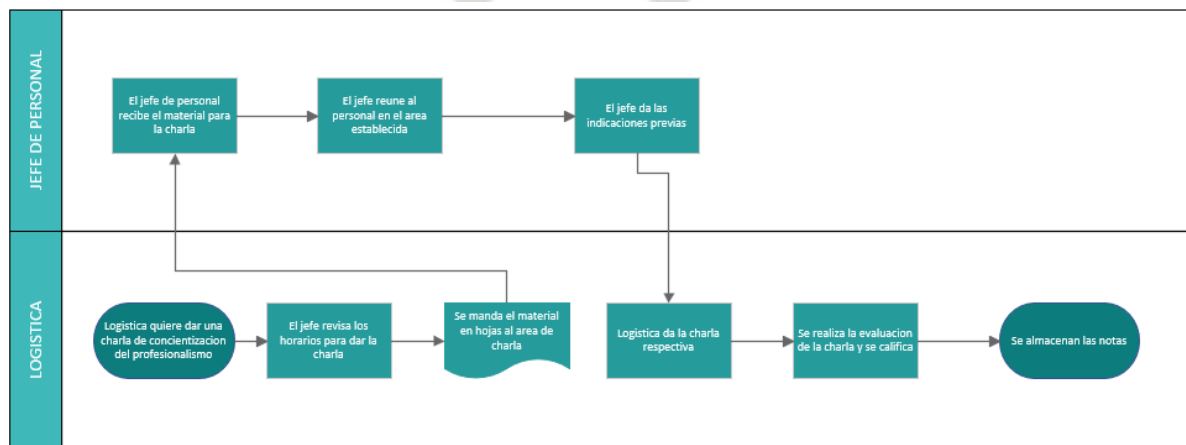 JEFE DE PERSONAL
El jefe de personal
recibe el material para
la charla
El jefe reune al
personal en el area
establecida
El jefe da las
indicaciones previas
LOGISTICA
Logistica quiere dar una
charla de concientizacion
del profesionalismo
El jefe revisa los
horarios para dar la
charla
Se manda el material
en hojas al area de
charla
Logistica da la charla
respectiva
Se realiza la evaluacion
de la charla y se califica
Se almacenan las notas